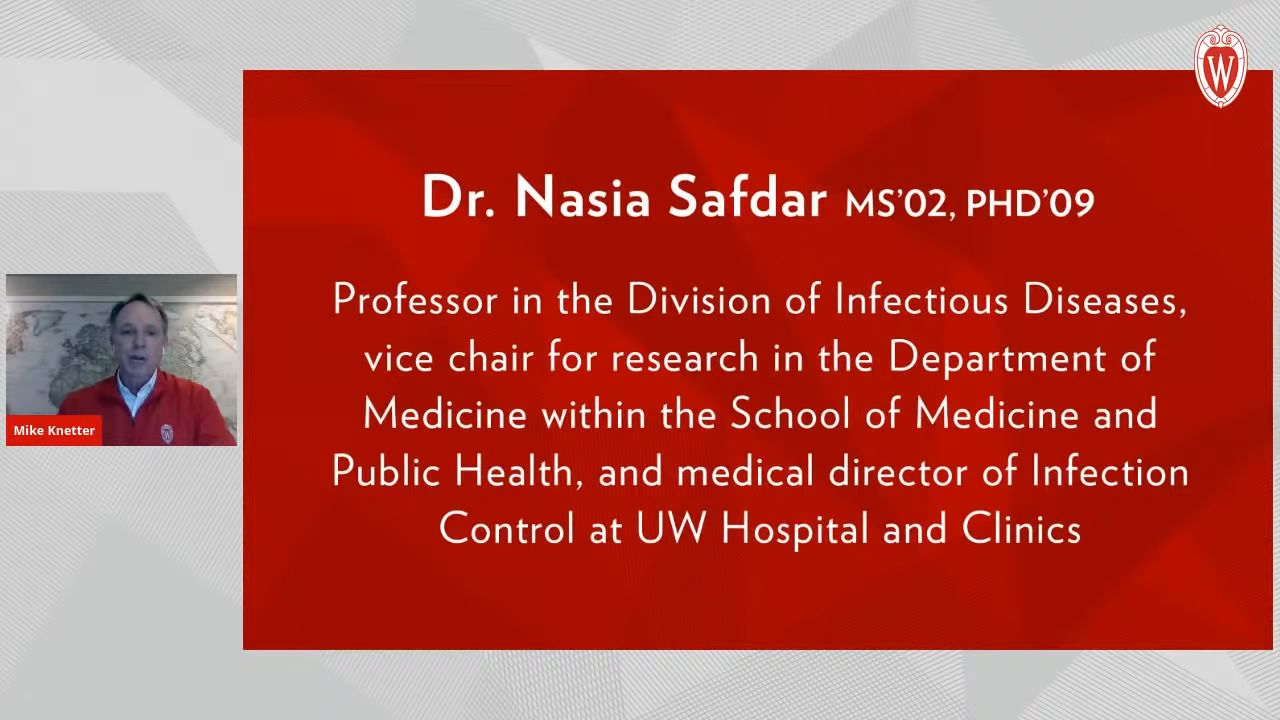 W
Dr. Nasia Safdar MS’02, PHD’09
Professor in the Division of Infectious Diseases,
vice chair for research in the Department of
Medicine within the School of Medicine and
Public Health, and medical director of Infection
Control at UW Hospital and Clinics
Mike Knetter
W